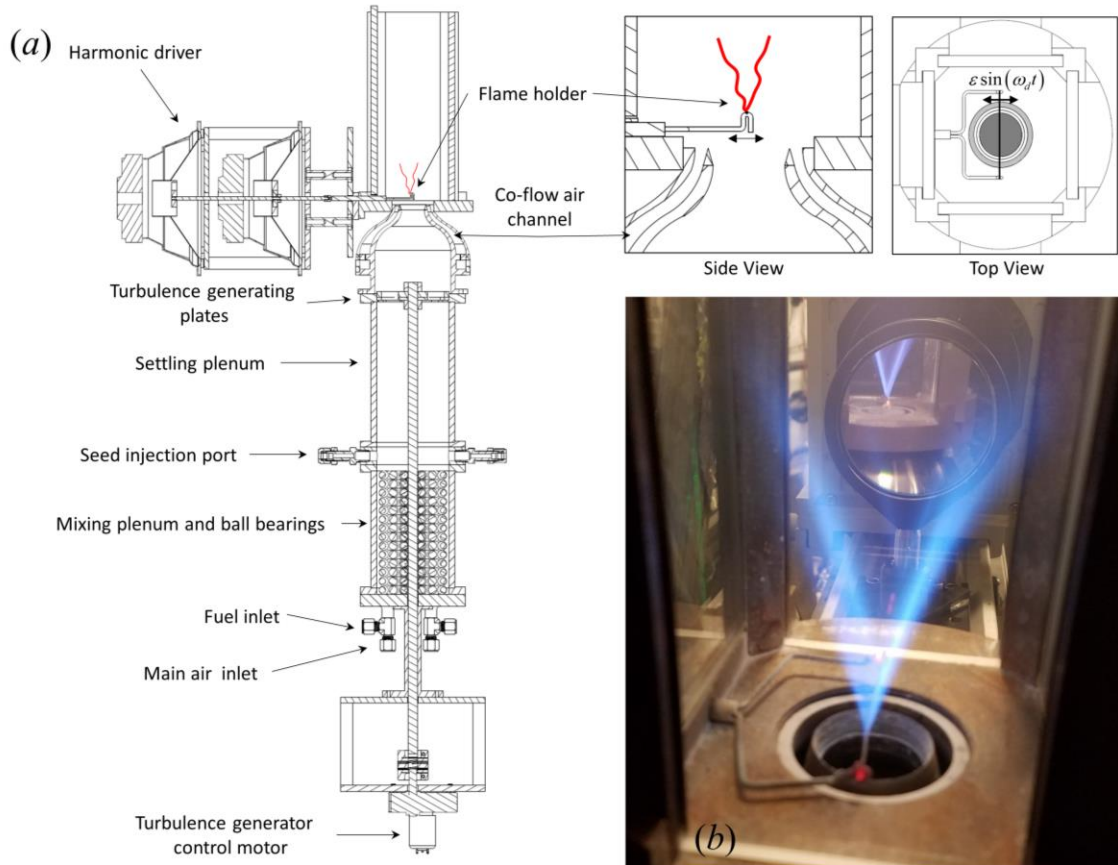 (a)
Harmonic driver
Flame holder
Co-flow air
channel
ε sin(ω_d t)
Side View
Top View
Turbulence generating
plates
Settling plenum
Seed injection port
Mixing plenum and ball bearings
Fuel inlet
Main air inlet
Turbulence generator
control motor
(b)